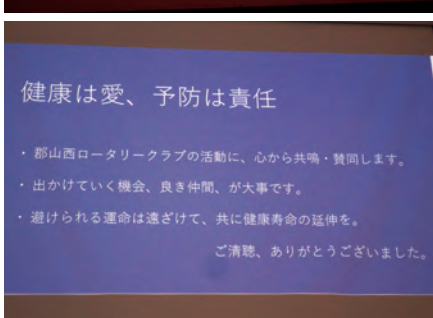 健康は愛、予防は責任
・郡山西ロータリークラブの活動に、心から共鳴・賛同します。
・出かけていく機会、良き仲間、が大事です。
・避けられる運命は遠ざけて、共に健康寿命の延伸を。
ご清聴、ありがとうございました。